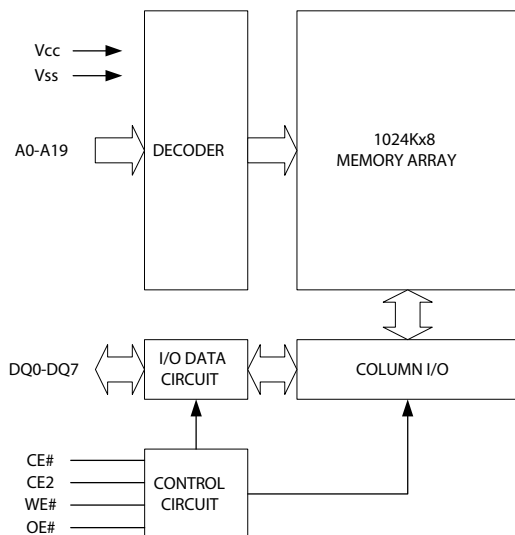 Vcc
Vss
A0-A19
DECODER
1024Kx8
MEMORY ARRAY
DQ0-DQ7
I/O DATA
CIRCUIT
COLUMN I/O
CE#
CE2
WE#
OE#
CONTROL
CIRCUIT